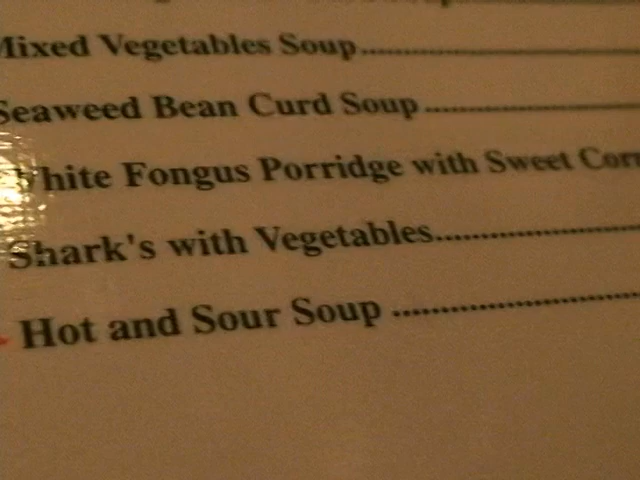 Mixed Vegetables Soup
Seaweed Bean Curd Soup
White Fongus Porridge with Sweet Corn
Shark's with Vegetables
Hot and Sour Soup